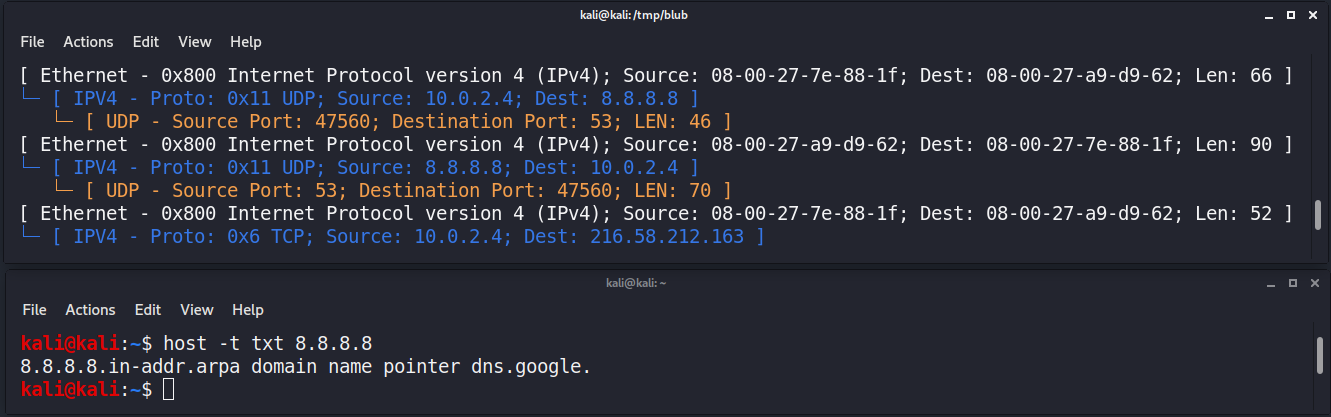 kali@kali:/tmp/blub
File Actions Edit View Help
[ Ethernet - 0x800 Internet Protocol version 4 (IPv4); Source: 08-00-27-7e-88-1f; Dest: 08-00-27-a9-d9-62; Len: 66 ]
└─ [ IPV4 - Proto: 0x11 UDP; Source: 10.0.2.4; Dest: 8.8.8.8 ]
└─ [ UDP - Source Port: 47560; Destination Port: 53; LEN: 46 ]
[ Ethernet - 0x800 Internet Protocol version 4 (IPv4); Source: 08-00-27-a9-d9-62; Dest: 08-00-27-7e-88-1f; Len: 90 ]
└─ [ IPV4 - Proto: 0x11 UDP; Source: 8.8.8.8; Dest: 10.0.2.4 ]
└─ [ UDP - Source Port: 53; Destination Port: 47560; LEN: 70 ]
[ Ethernet - 0x800 Internet Protocol version 4 (IPv4); Source: 08-00-27-7e-88-1f; Dest: 08-00-27-a9-d9-62; Len: 52 ]
└─ [ IPV4 - Proto: 0x6 TCP; Source: 10.0.2.4; Dest: 216.58.212.163 ]
kali@kali:~
File Actions Edit View Help
kali@kali:~$ host -t txt 8.8.8.8
8.8.8.8.in-addr.arpa domain name pointer dns.google.
kali@kali:~$